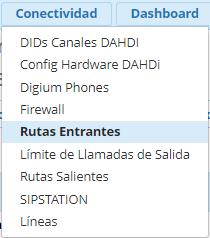 Conectividad Dashboard
DIDs Canales DAHDI
Config Hardware DAHDi
Digium Phones
Firewall
Rutas Entrantes
Límite de Llamadas de Salida
Rutas Salientes
SIPSTATION
Líneas